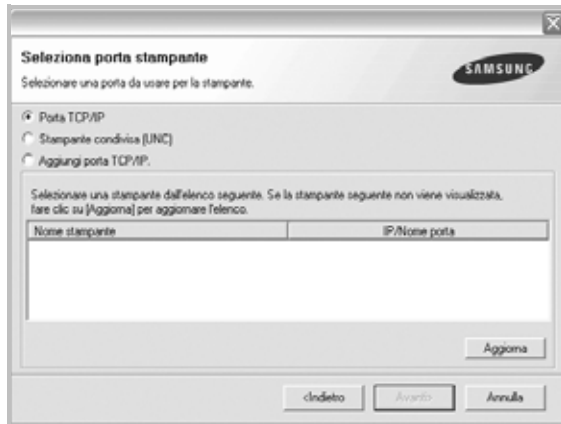 Seleziona porta stampante
Selezionare una porta da usare per la stampante.
SAMSUNG
Porta TCP/IP
Stampante condivisa (UNC)
Aggiungi porta TCP/IP.
Selezionare una stampante dall'elenco seguente. Se la stampante seguente non viene visualizzata,
fare clic su [Aggiorna] per aggiornare l'elenco.
Nome stampante IP/Nome porta
Aggiorna
<Indietro Avanti> Annulla